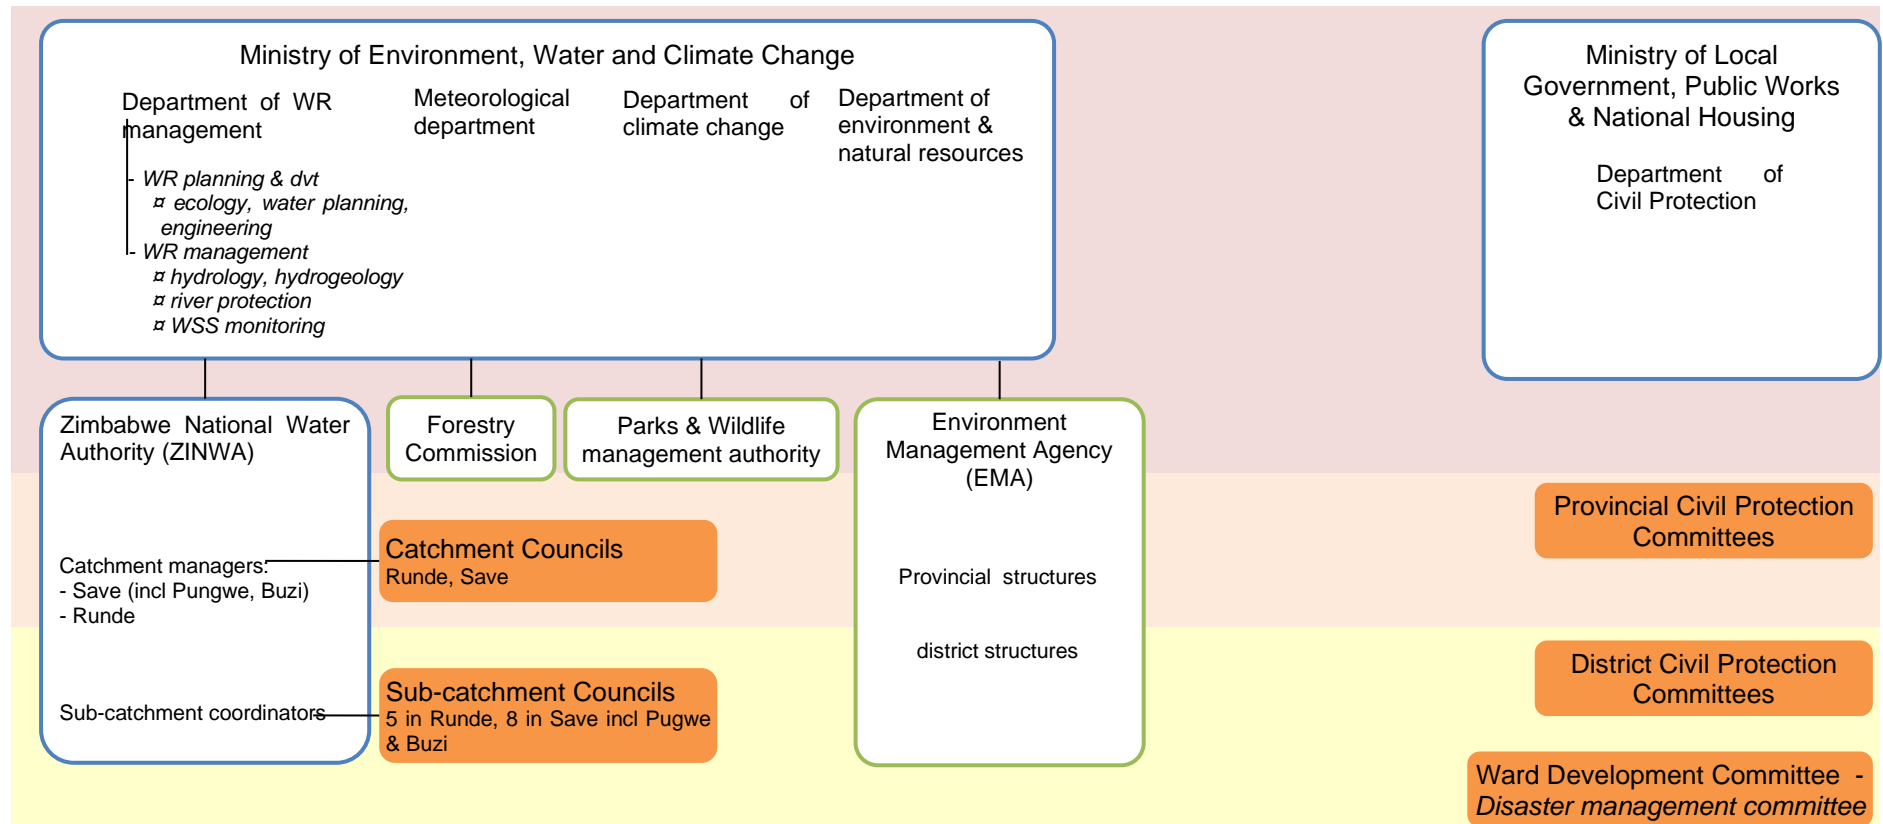 Ministry of Environment, Water and Climate Change
Department of WR
management
- WR planning & dvt
¤ ecology, water planning,
engineering
- WR management
¤ hydrology, hydrogeology
¤ river protection
¤ WSS monitoring
Meteorological
department
Department of
climate change
Department of
environment &
natural resources
Ministry of Local
Government, Public Works
& National Housing
Department of
Civil Protection
Zimbabwe National Water
Authority (ZINWA)
Catchment managers:
- Save (incl Pungwe, Buzi)
- Runde
Sub-catchment coordinators
Forestry
Commission
Parks & Wildlife
management authority
Environment
Management Agency
(EMA)
Provincial structures
district structures
Catchment Councils
Runde, Save
Sub-catchment Councils
5 in Runde, 8 in Save incl Pugwe
& Buzi
Provincial Civil Protection
Committees
District Civil Protection
Committees
Ward Development Committee -
Disaster management committee